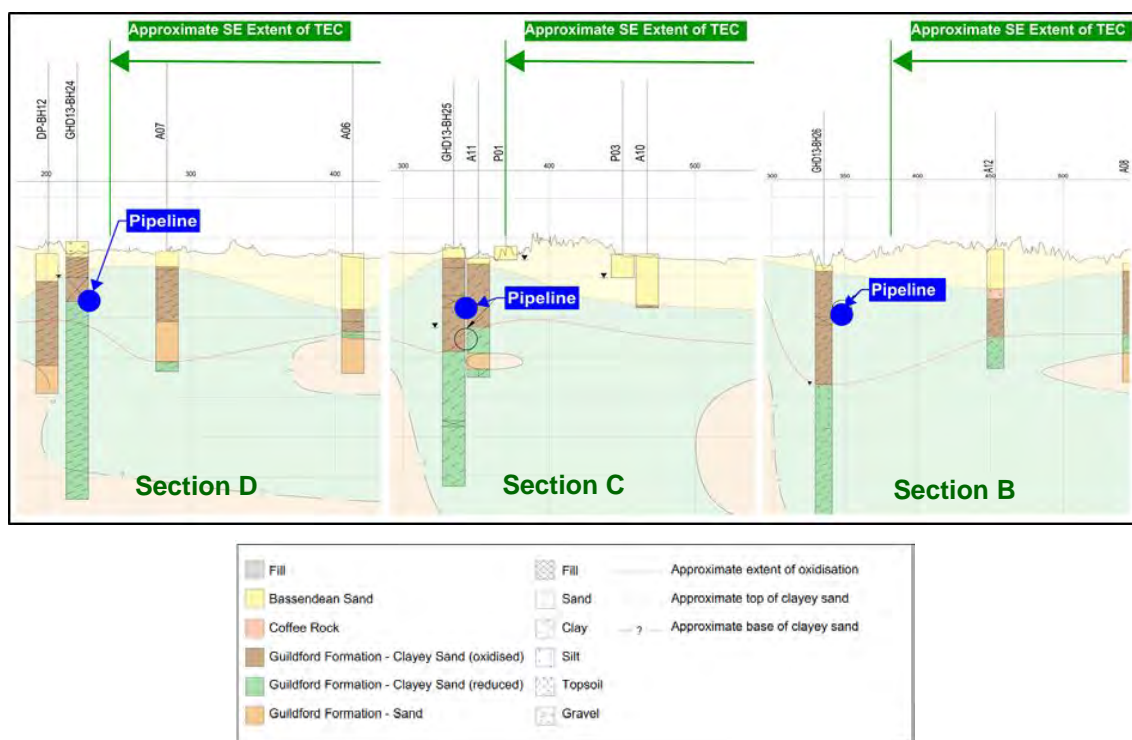 Approximate SE Extent of TEC
Approximate SE Extent of TEC
Approximate SE Extent of TEC
DP-BH12
GHD13-BH24
A07
A06
GHD13-BH25
A11
P01
P03
A10
GHD13-BH26
A12
A08
200
300
400
300
400
500
300
350
400
450
500
Pipeline
Pipeline
Pipeline
Section D
Section C
Section B
Fill
Bassendean Sand
Coffee Rock
Guildford Formation - Clayey Sand (oxidised)
Guildford Formation - Clayey Sand (reduced)
Guildford Formation - Sand
Fill
Sand
Clay
Silt
Topsoil
Gravel
Approximate extent of oxidisation
Approximate top of clayey sand
? Approximate base of clayey sand